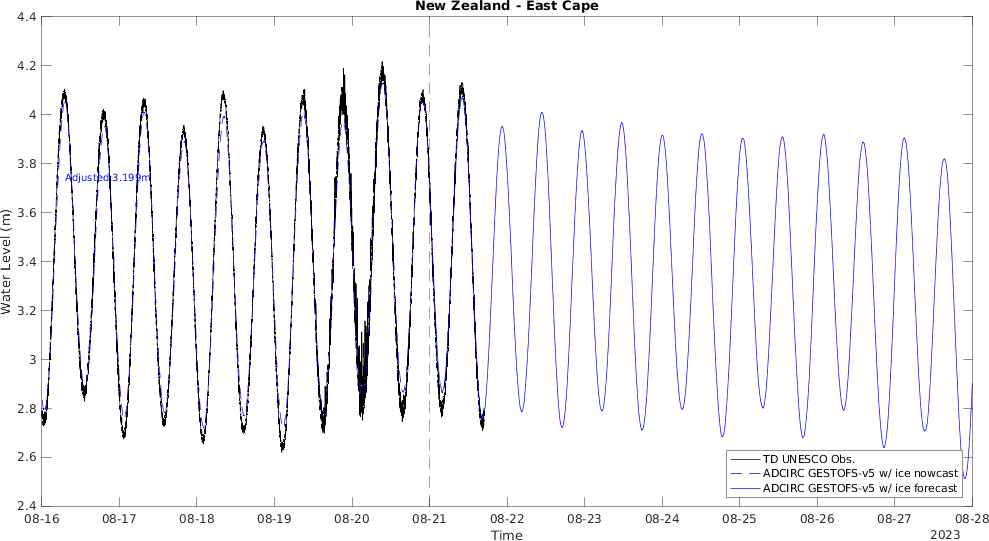 New Zealand - East Cape
Water Level (m)
4.4
4.2
4
3.8
3.6
3.4
3.2
3
2.8
2.6
2.4
Adjusted 3.199m
TD UNESCO Obs.
ADCIRC GESTOFS-v5 w/ ice nowcast
ADCIRC GESTOFS-v5 w/ ice forecast
08-16 08-17 08-18 08-19 08-20 08-21 08-22 08-23 08-24 08-25 08-26 08-27 08-28
Time
2023